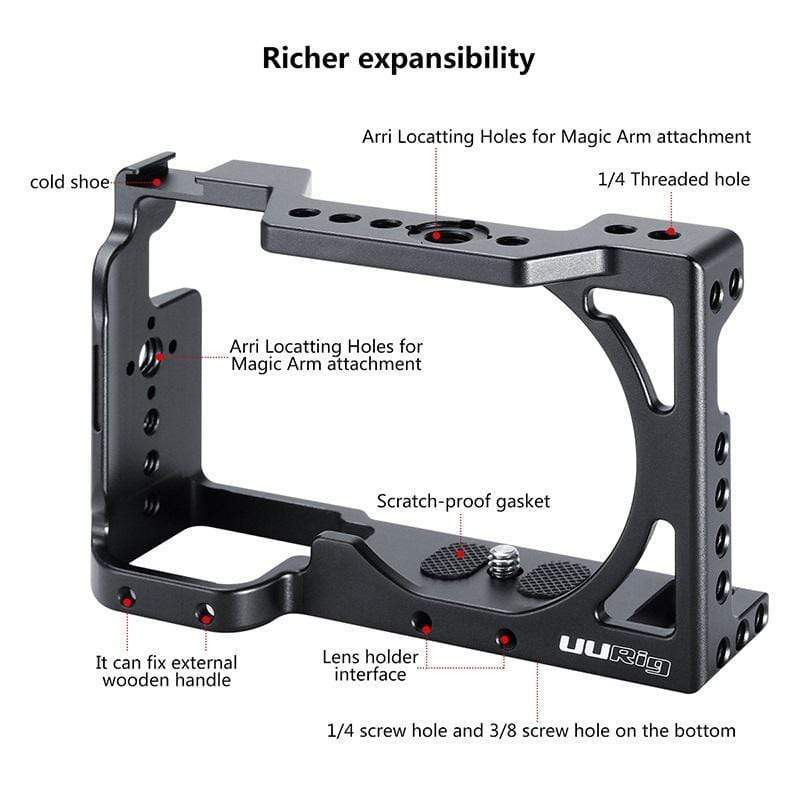 Richer expansibility
Arri Locatting Holes for Magic Arm attachment
cold shoe
1/4 Threaded hole
Arri Locatting Holes for
Magic Arm attachment
Scratch-proof gasket
UURig
It can fix external
wooden handle
Lens holder
interface
1/4 screw hole and 3/8 screw hole on the bottom